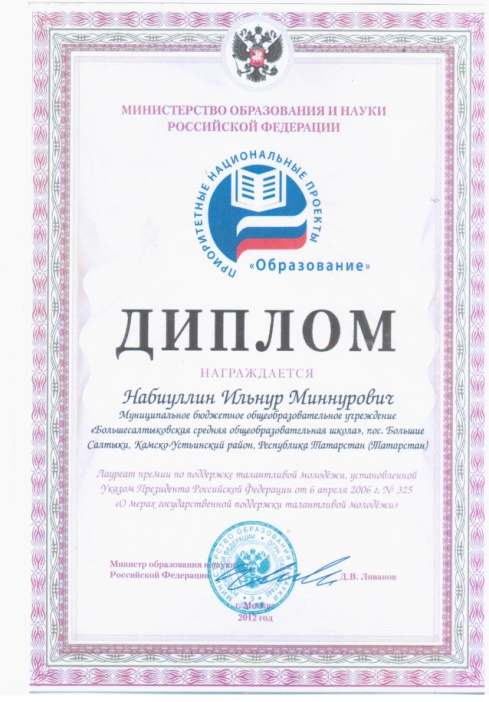 МИНИСТЕРСТВО ОБРАЗОВАНИЯ И НАУКИ
РОССИЙСКОЙ ФЕДЕРАЦИИ
ПРИОРИТЕТНЫЕ НАЦИОНАЛЬНЫЕ ПРОЕКТЫ
«Образование»
ДИПЛОМ
НАГРАЖДАЕТСЯ
Набиуллин Ильнур Миннурович
Муниципальное бюджетное общеобразовательное учреждение
«Большесалтыковская средняя общеобразовательная школа», пос. Большие
Салтыки, Камско-Устьинский район, Республика Татарстан (Татарстан)
Лауреат премии по поддержке талантливой молодёжи, установленной
Указом Президента Российской Федерации от 6 апреля 2006 г. № 325
«О мерах государственной поддержки талантливой молодёжи»
Министр образования и науки
Российской Федерации
Д.В. Ливанов
г. Москва
2012 год